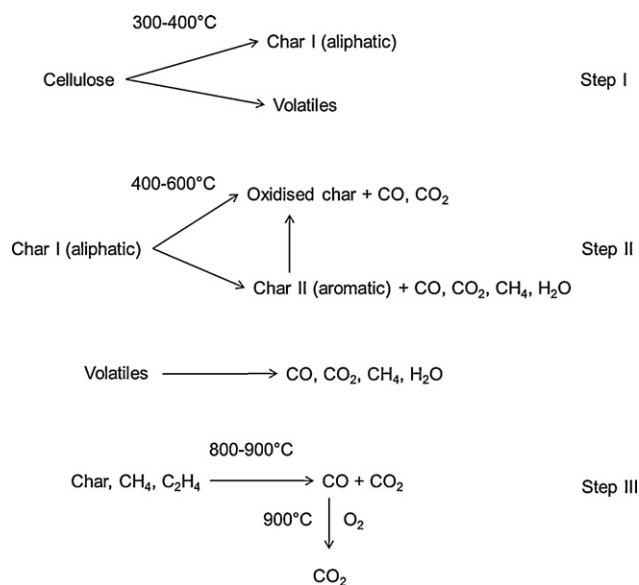 300-400°C
Char I (aliphatic)
Cellulose
Step I
Volatiles
400-600°C
Oxidised char + CO, CO₂
Char I (aliphatic)
Step II
Char II (aromatic) + CO, CO₂, CH₄, H₂O
Volatiles
CO, CO₂, CH₄, H₂O
800-900°C
Char, CH₄, C₂H₄
CO + CO₂
Step III
900°C
O₂
CO₂